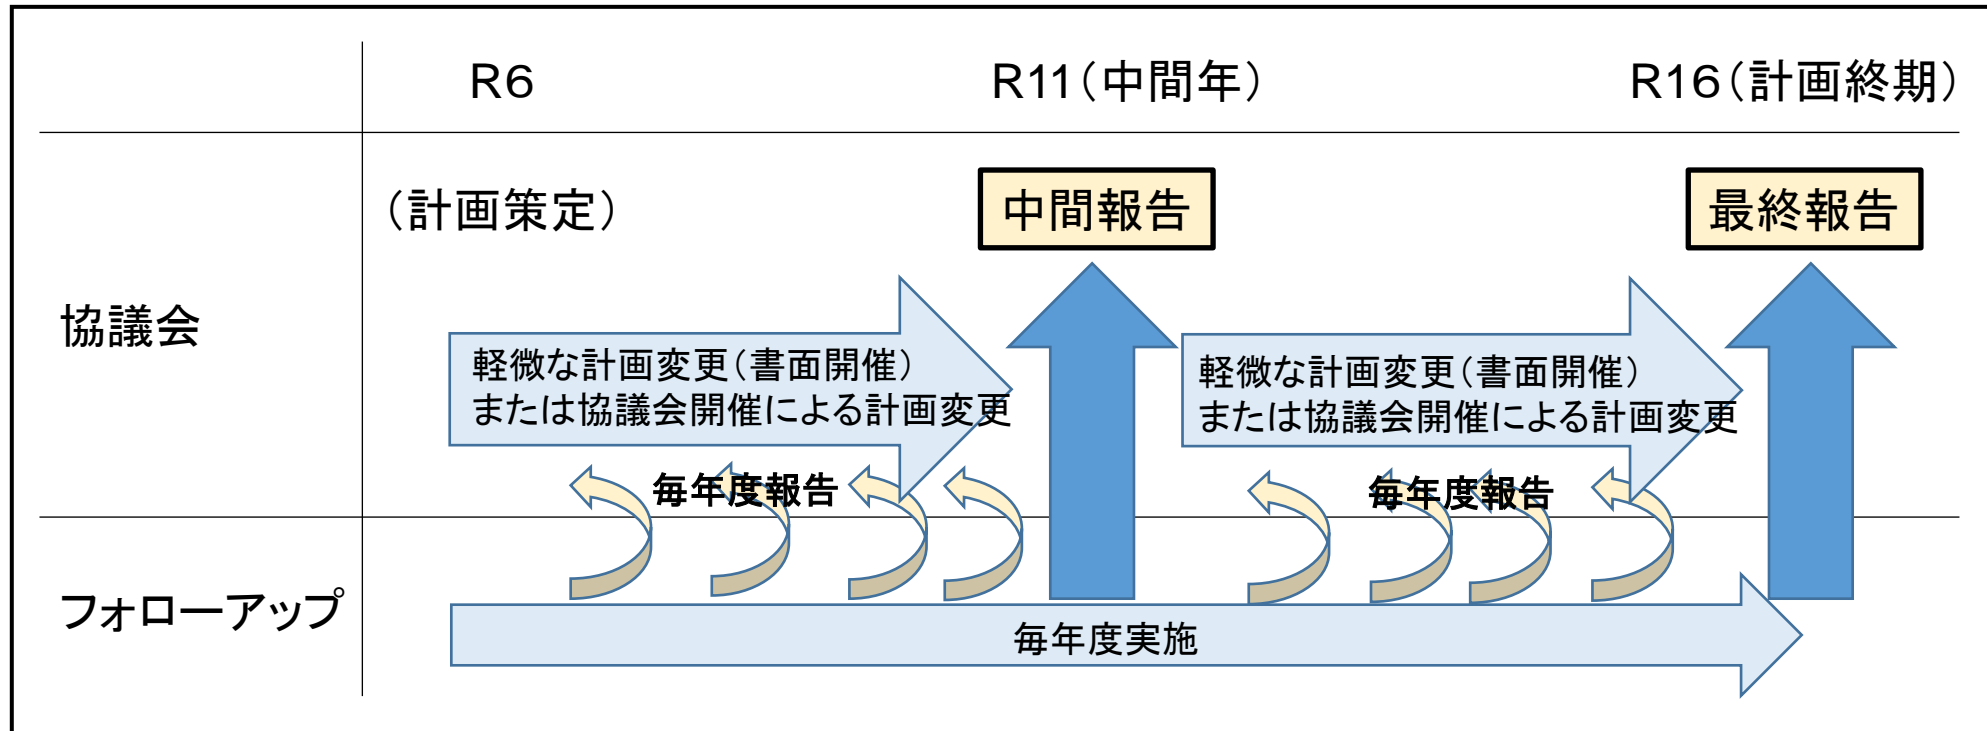 R6
R11（中間年）
R16（計画終期）
（計画策定）
中間報告
最終報告
協議会
軽微な計画変更（書面開催）
または協議会開催による計画変更
軽微な計画変更（書面開催）
または協議会開催による計画変更
毎年度報告
毎年度報告
フォローアップ
毎年度実施